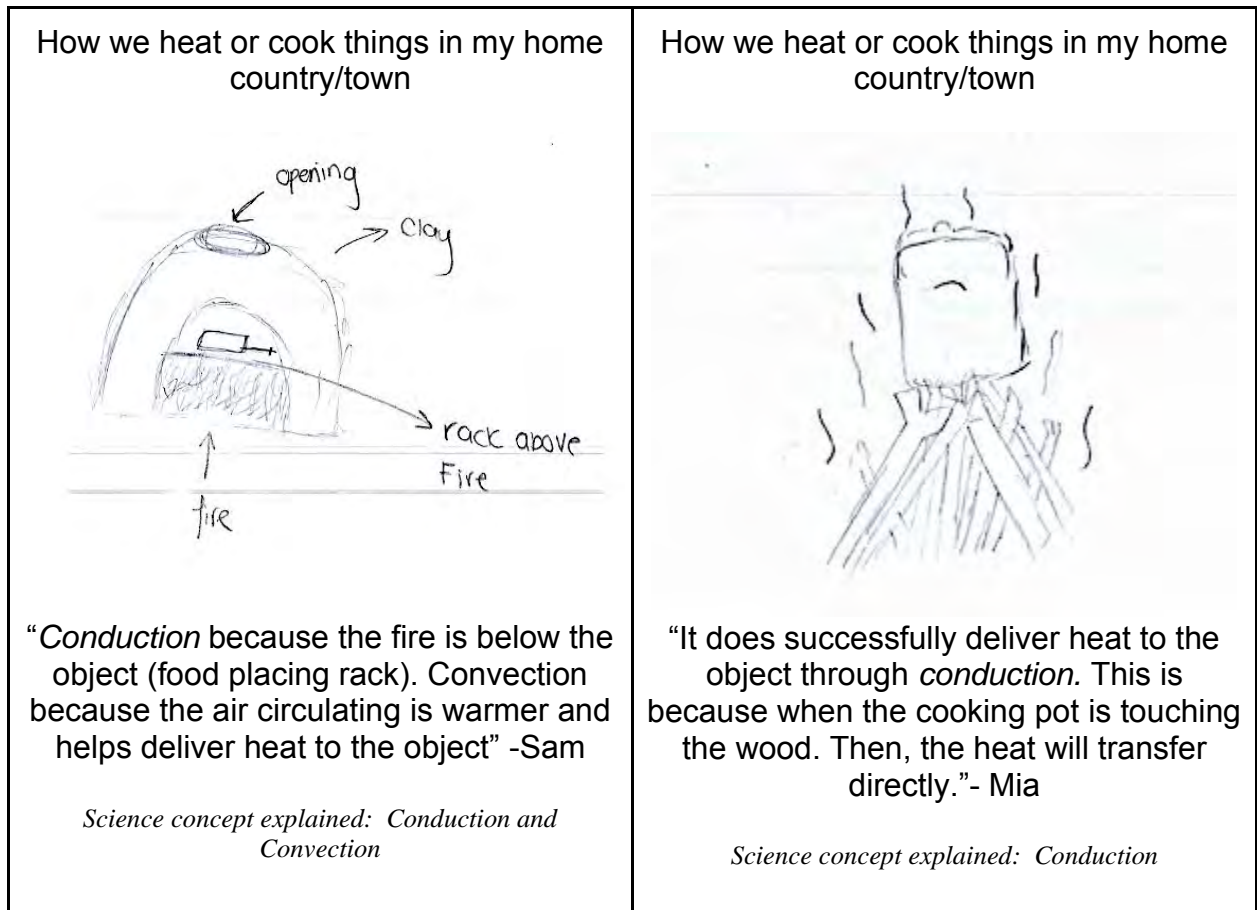 How we heat or cook things in my home
country/town
opening
clay
rack above
Fire
fire
“Conduction because the fire is below the
object (food placing rack). Convection
because the air circulating is warmer and
helps deliver heat to the object” -Sam
Science concept explained:  Conduction and
Convection
How we heat or cook things in my home
country/town
“It does successfully deliver heat to the
object through conduction. This is
because when the cooking pot is touching
the wood. Then, the heat will transfer
directly.”- Mia
Science concept explained:  Conduction